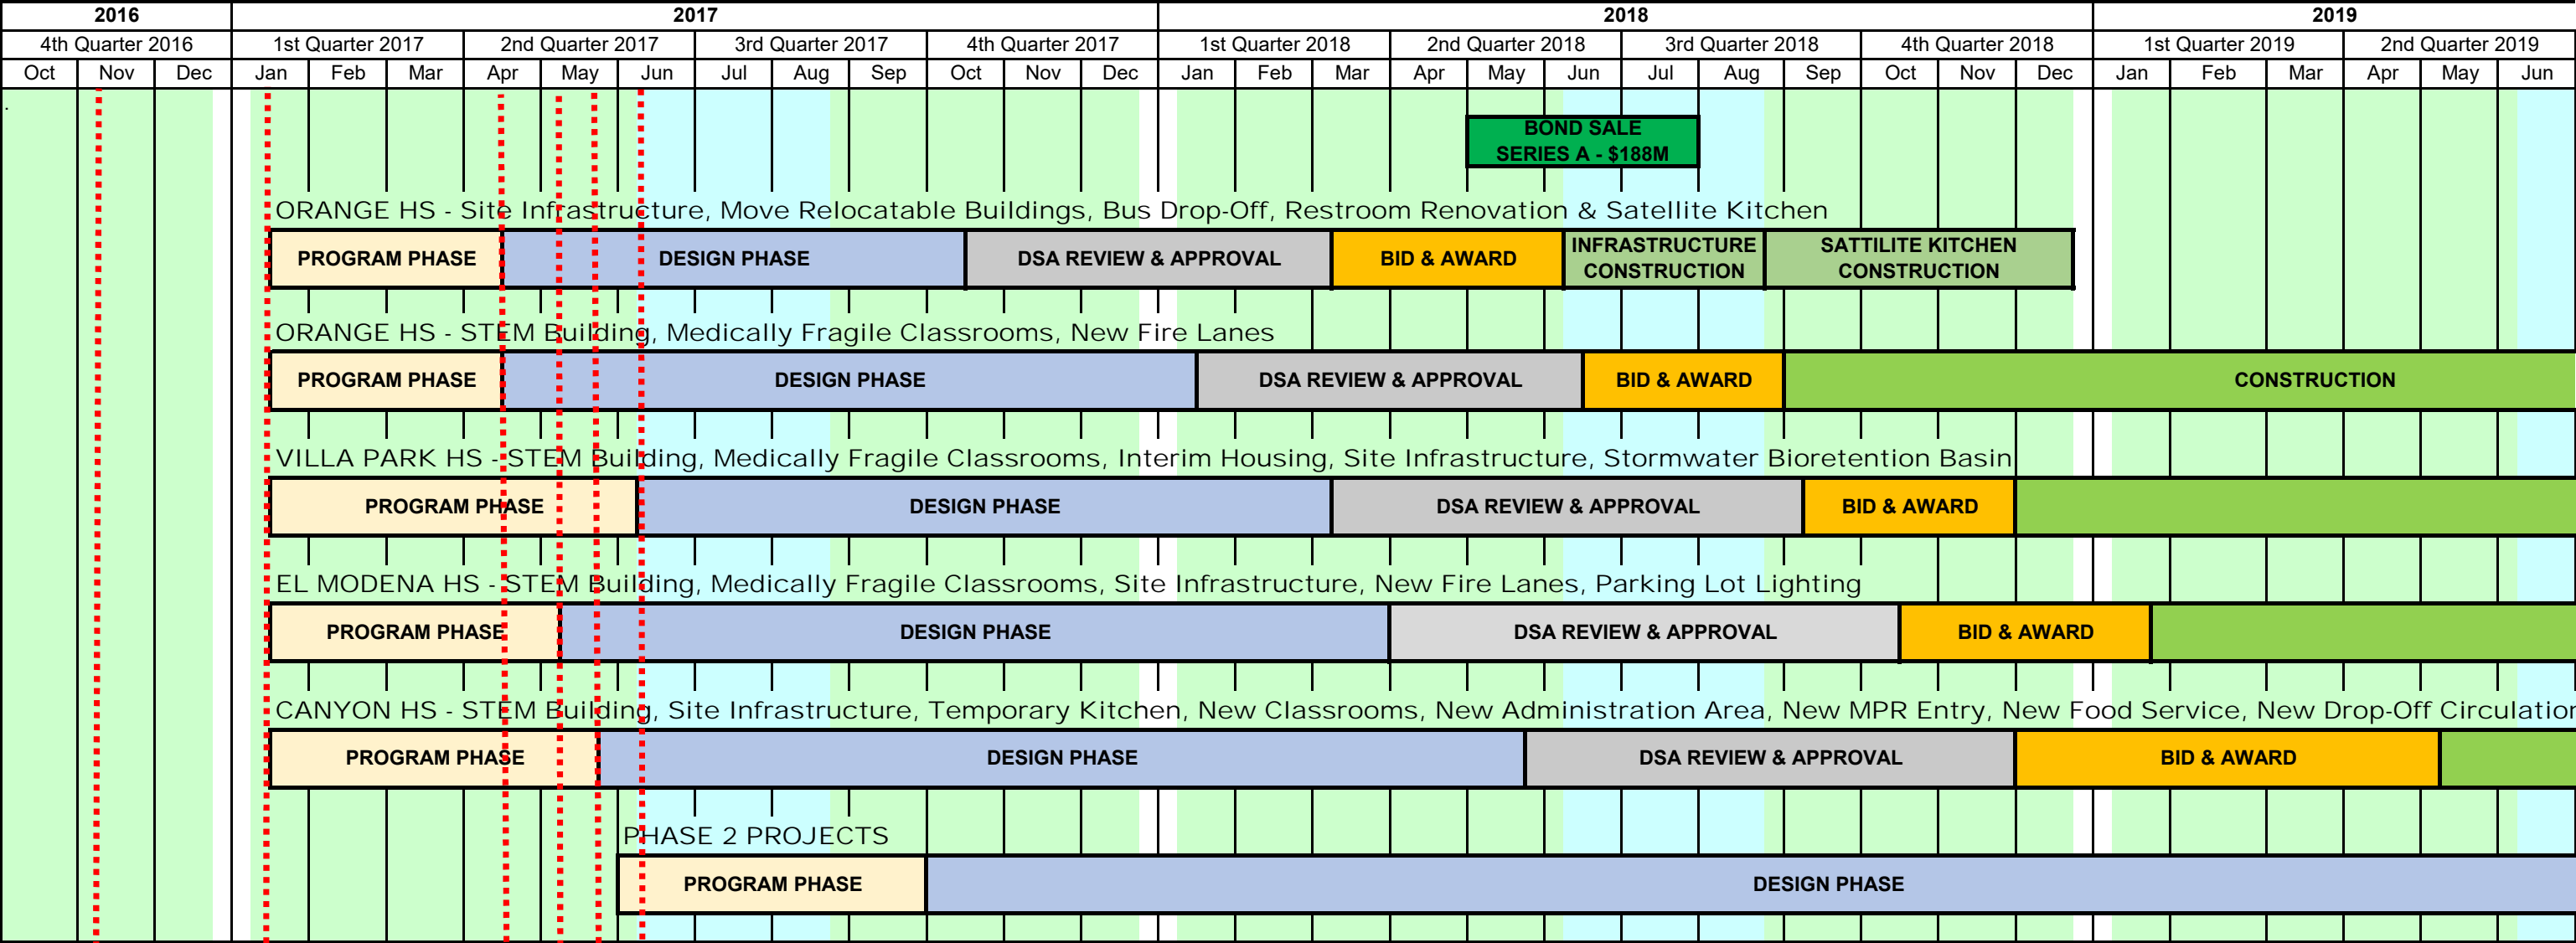 2016 2017 2018 2019
4th Quarter 2016 1st Quarter 2017 2nd Quarter 2017 3rd Quarter 2017 4th Quarter 2017 1st Quarter 2018 2nd Quarter 2018 3rd Quarter 2018 4th Quarter 2018 1st Quarter 2019 2nd Quarter 2019
Oct Nov Dec Jan Feb Mar Apr May Jun Jul Aug Sep Oct Nov Dec Jan Feb Mar Apr May Jun Jul Aug Sep Oct Nov Dec Jan Feb Mar Apr May Jun
.
BOND SALE
SERIES A - $188M
ORANGE HS - Site Infrastructure, Move Relocatable Buildings, Bus Drop-Off, Restroom Renovation & Satellite Kitchen
PROGRAM PHASE DESIGN PHASE DSA REVIEW & APPROVAL BID & AWARD
INFRASTRUCTURE
CONSTRUCTION
SATTILITE KITCHEN
CONSTRUCTION
ORANGE HS - STEM Building, Medically Fragile Classrooms, New Fire Lanes
PROGRAM PHASE DESIGN PHASE DSA REVIEW & APPROVAL BID & AWARD CONSTRUCTION
VILLA PARK HS - STEM Building, Medically Fragile Classrooms, Interim Housing, Site Infrastructure, Stormwater Bioretention Basin
PROGRAM PHASE DESIGN PHASE DSA REVIEW & APPROVAL BID & AWARD
EL MODENA HS - STEM Building, Medically Fragile Classrooms, Site Infrastructure, New Fire Lanes, Parking Lot Lighting
PROGRAM PHASE DESIGN PHASE DSA REVIEW & APPROVAL BID & AWARD
CANYON HS - STEM Building, Site Infrastructure, Temporary Kitchen, New Classrooms, New Administration Area, New MPR Entry, New Food Service, New Drop-Off Circulation
PROGRAM PHASE DESIGN PHASE DSA REVIEW & APPROVAL BID & AWARD
PHASE 2 PROJECTS
PROGRAM PHASE DESIGN PHASE